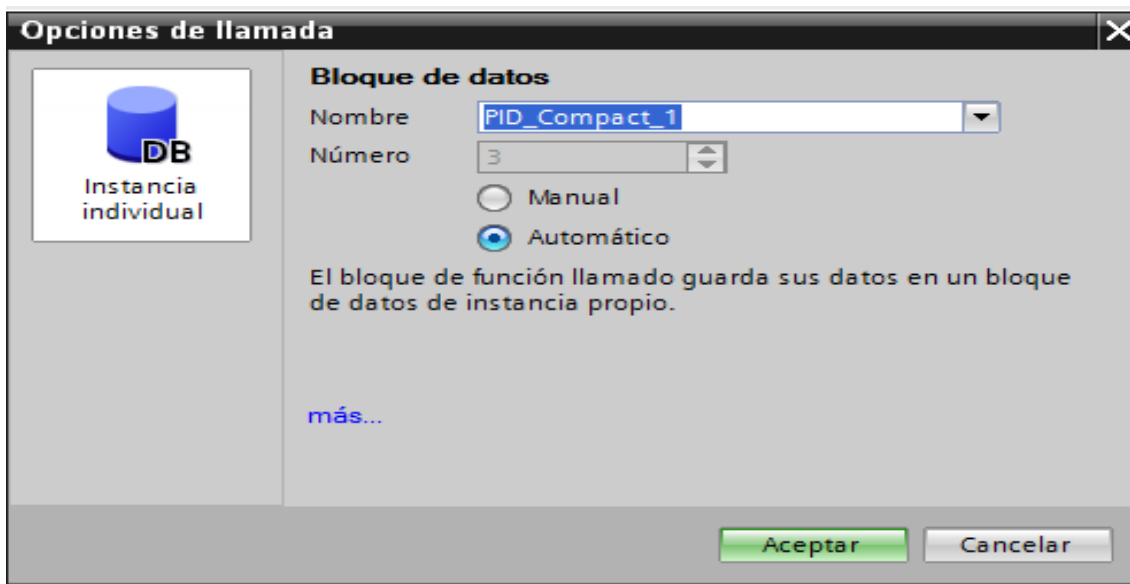 Opciones de llamada
DB
Instancia
individual
Bloque de datos
Nombre PID_Compact_1
Número 3
Manual
Automático
El bloque de función llamado guarda sus datos en un bloque
de datos de instancia propio.
más...
Aceptar Cancelar